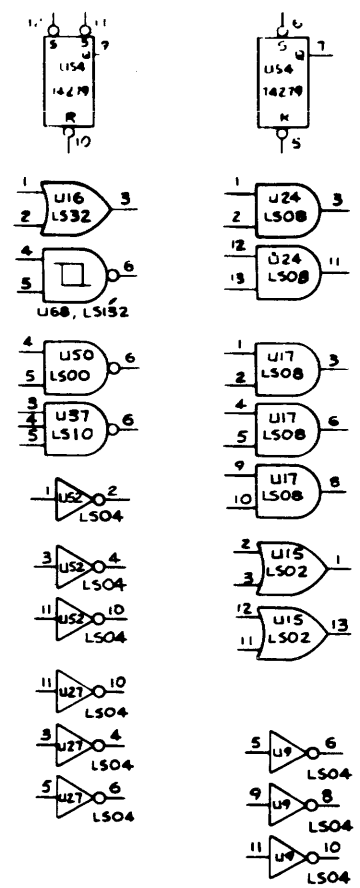 12 11
S S
Q 7
U54
74279
R
10
6
S
Q 7
U54
74279
R
5
1 U16 3
2 LS32
4 6
5
U68, LS132
4 U50 6
5 LS00
3 U37
4 LS10 6
5
1 U52 2
LS04
3 U52 4
LS04
11 U52 10
LS04
11 U27 10
LS04
3 U27 4
LS04
5 U27 6
LS04
1 U24 3
2 LS08
12 U24 11
13 LS08
1 U17 3
2 LS08
4 U17 6
5 LS08
9 U17 8
10 LS08
2 U15 1
3 LS02
12 U15 13
11 LS02
5 U9 6
LS04
9 U9 8
LS04
11 U9 10
LS04